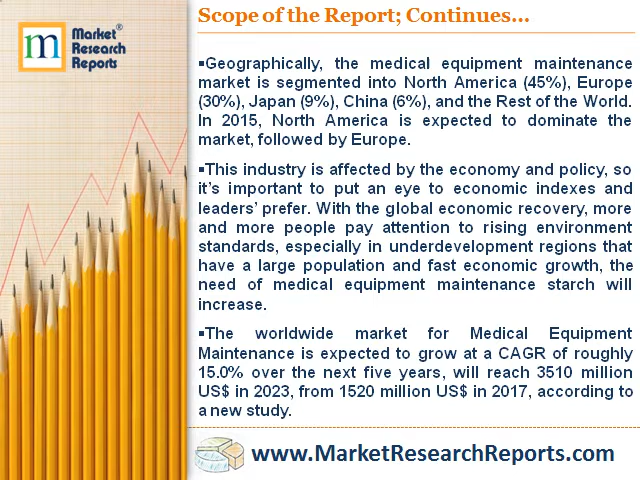 Market®
Research
Reports
m
Scope of the Report; Continues...
▪Geographically, the medical equipment maintenance
market is segmented into North America (45%), Europe
(30%), Japan (9%), China (6%), and the Rest of the World.
In 2015, North America is expected to dominate the
market, followed by Europe.
▪This industry is affected by the economy and policy, so
it's important to put an eye to economic indexes and
leaders' prefer. With the global economic recovery, more
and more people pay attention to rising environment
standards, especially in underdevelopment regions that
have a large population and fast economic growth, the
need of medical equipment maintenance starch will
increase.
▪The worldwide market for Medical Equipment
Maintenance is expected to grow at a CAGR of roughly
15.0% over the next five years, will reach 3510 million
US$ in 2023, from 1520 million US$ in 2017, according to
a new study.
www.MarketResearchReports.com